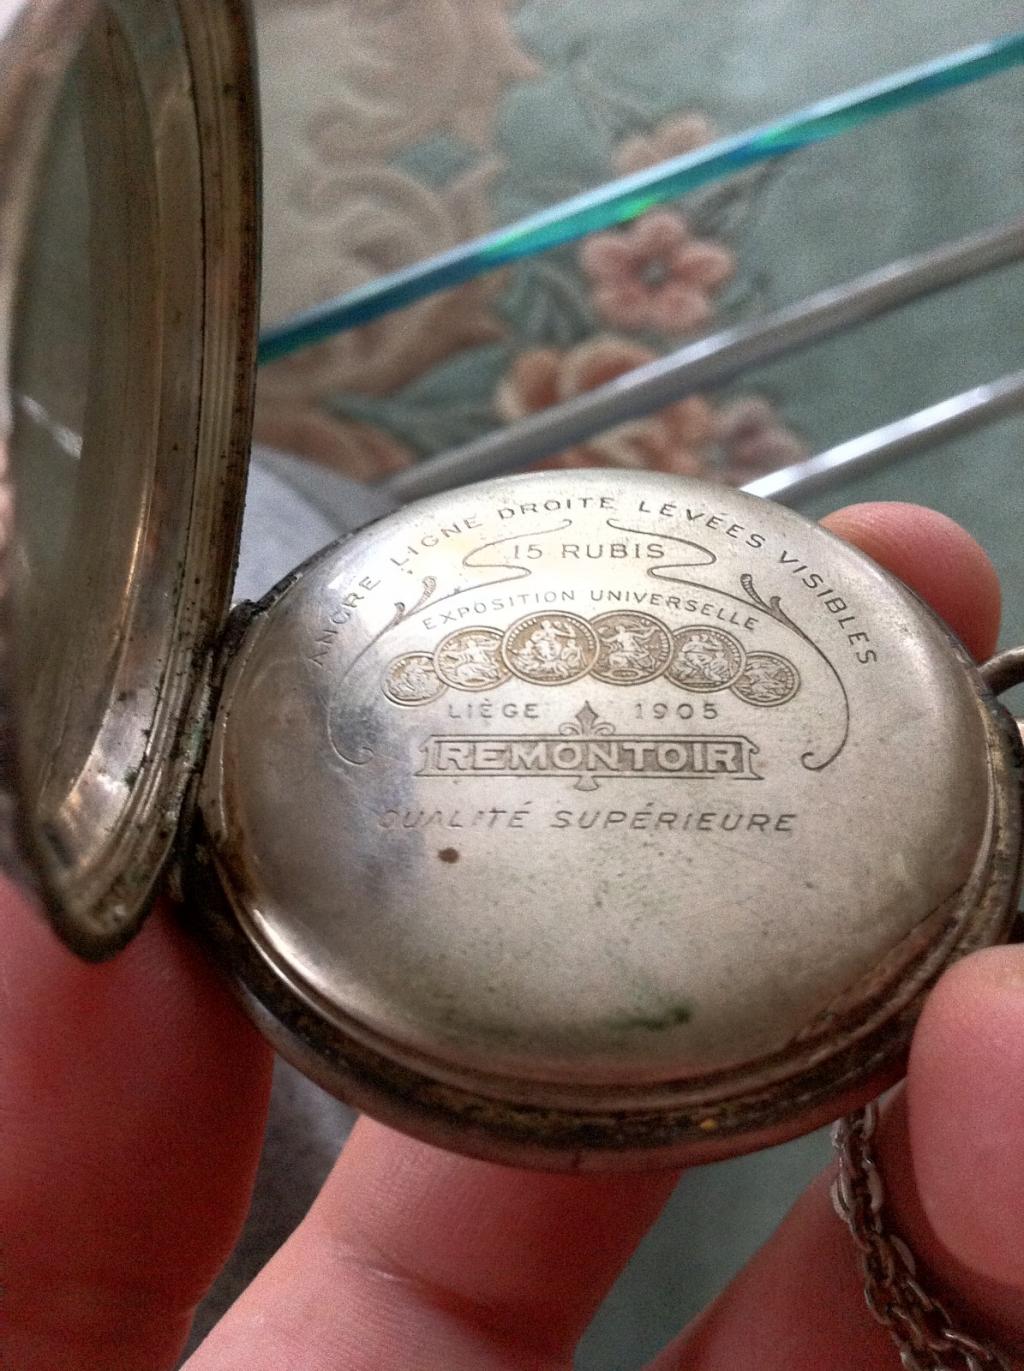 ANCRE LIGNE DROITE LEVÉES VISIBLES
15 RUBIS
EXPOSITION UNIVERSELLE
LIÈGE 1905
REMONTOIR
QUALITÉ SUPÉRIEURE